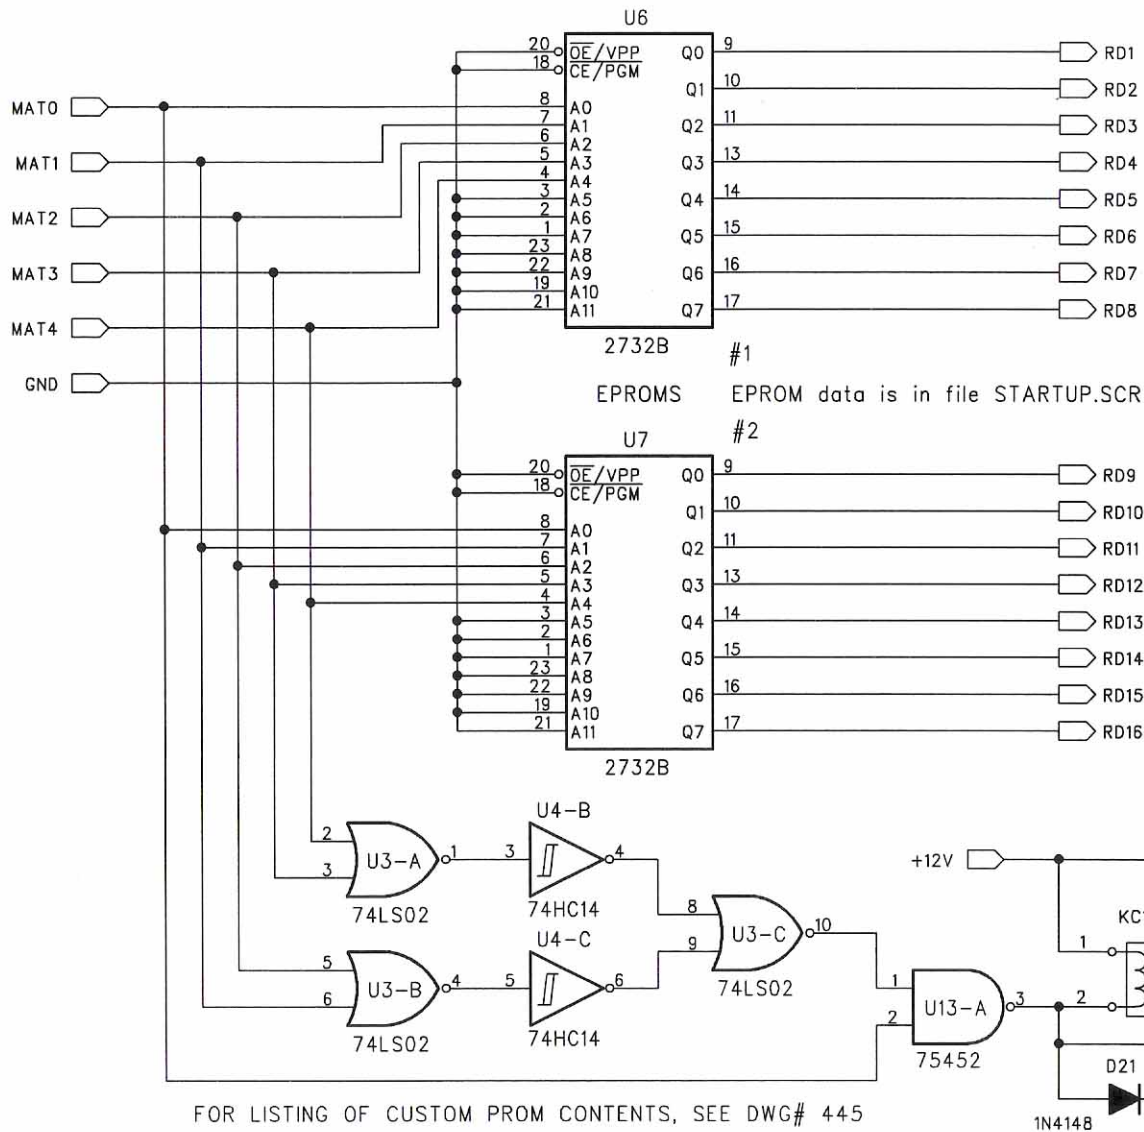 U6
20 OE/VPP Q0 9 RD1
18 CE/PGM
Q1 10 RD2
MAT0 8 A0
7 A1 Q2 11 RD3
6 A2
MAT1 5 A3 Q3 13 RD4
4 A4
3 A5 Q4 14 RD5
MAT2 2 A6
1 A7 Q5 15 RD6
23 A8
MAT3 22 A9 Q6 16 RD7
19 A10
21 A11 Q7 17 RD8
MAT4
2732B #1
GND
EPROMS EPROM data is in file STARTUP.SCR
U7 #2
20 OE/VPP Q0 9 RD9
18 CE/PGM
Q1 10 RD10
8 A0
7 A1 Q2 11 RD11
6 A2
5 A3 Q3 13 RD12
4 A4
3 A5 Q4 14 RD13
2 A6
1 A7 Q5 15 RD14
23 A8
22 A9 Q6 16 RD15
19 A10
21 A11 Q7 17 RD16
2732B
U4-B
2 3 U3-A 1 3 4
74LS02 74HC14
+12V
U4-C
8 9 U3-C 10
74LS02
5 6 U3-B 4 5 6
74LS02 74HC14
1 2 U13-A 3
75452
1 2
D21
1N4148
FOR LISTING OF CUSTOM PROM CONTENTS, SEE DWG# 445